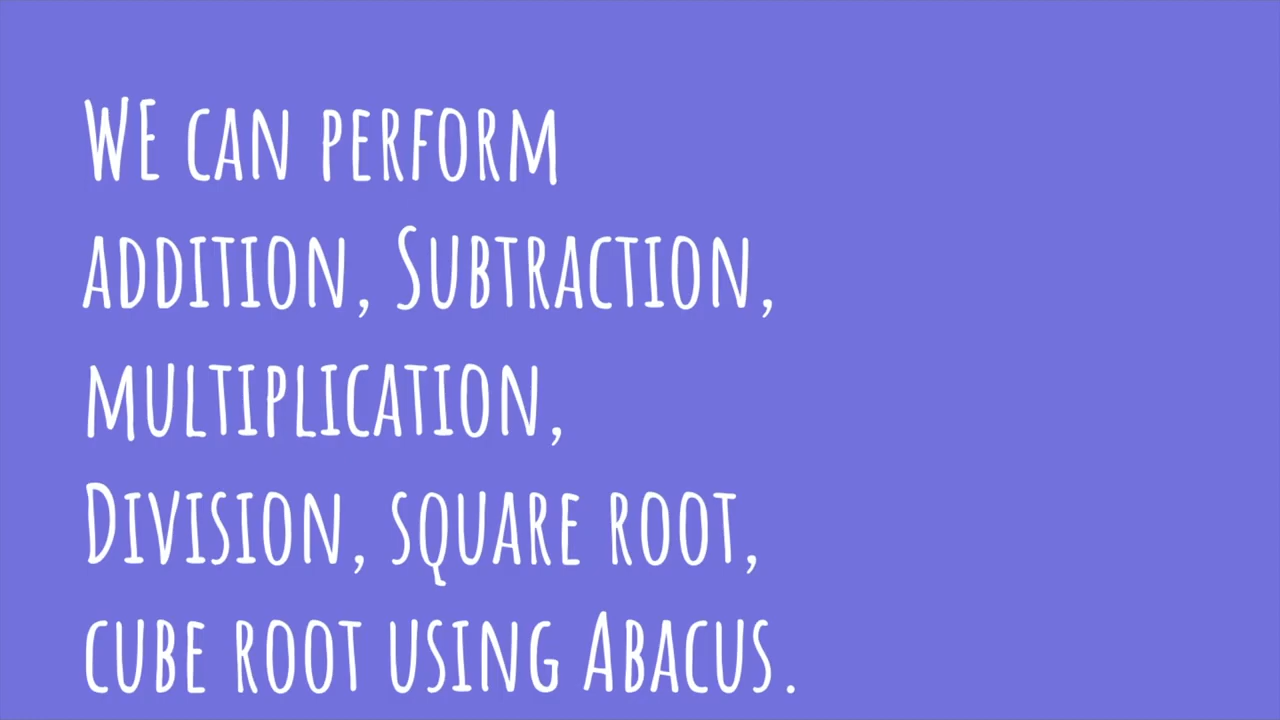 WE can perform
addition, Subtraction,
multiplication,
Division, square root,
cube root using Abacus.